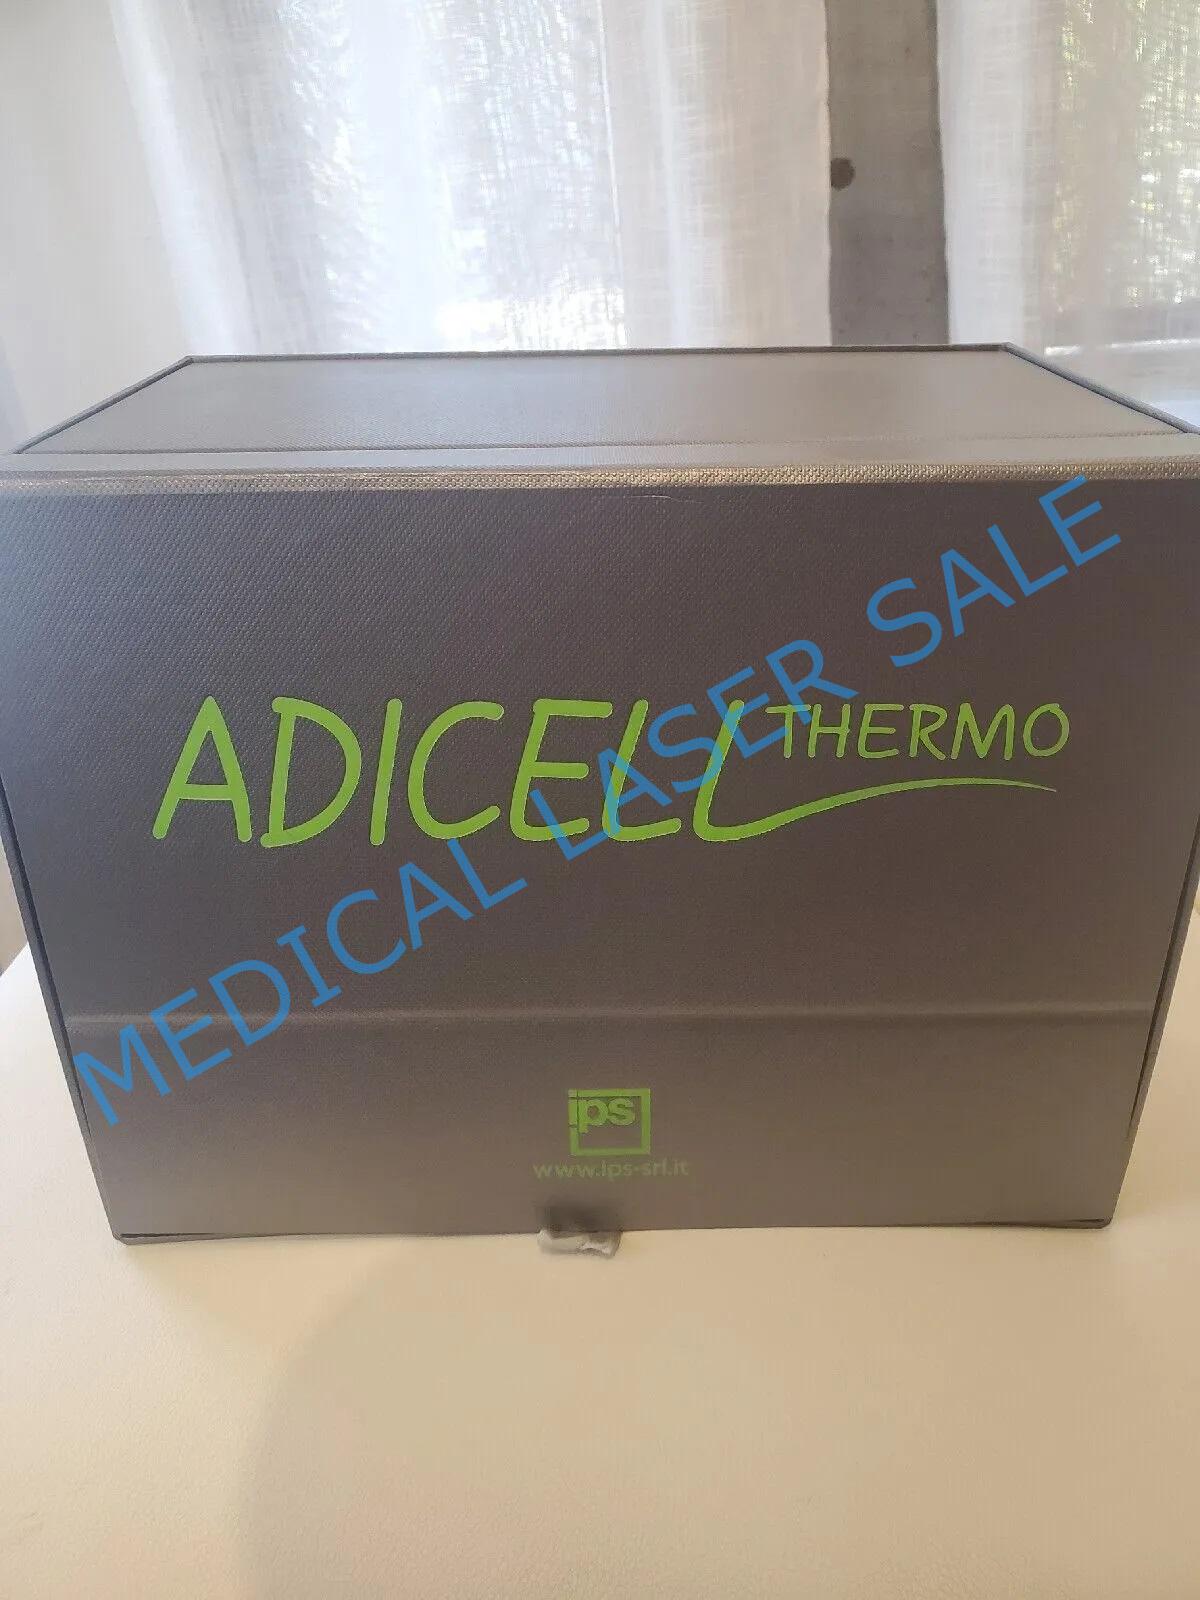 ADICELL THERMO
MEDICAL LASER SALE
ips
www.ips-srl.it